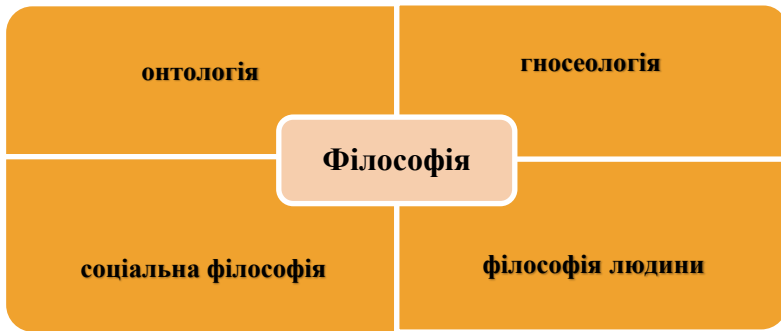 онтологія
гносеологія
Філософія
соціальна філософія
філософія людини